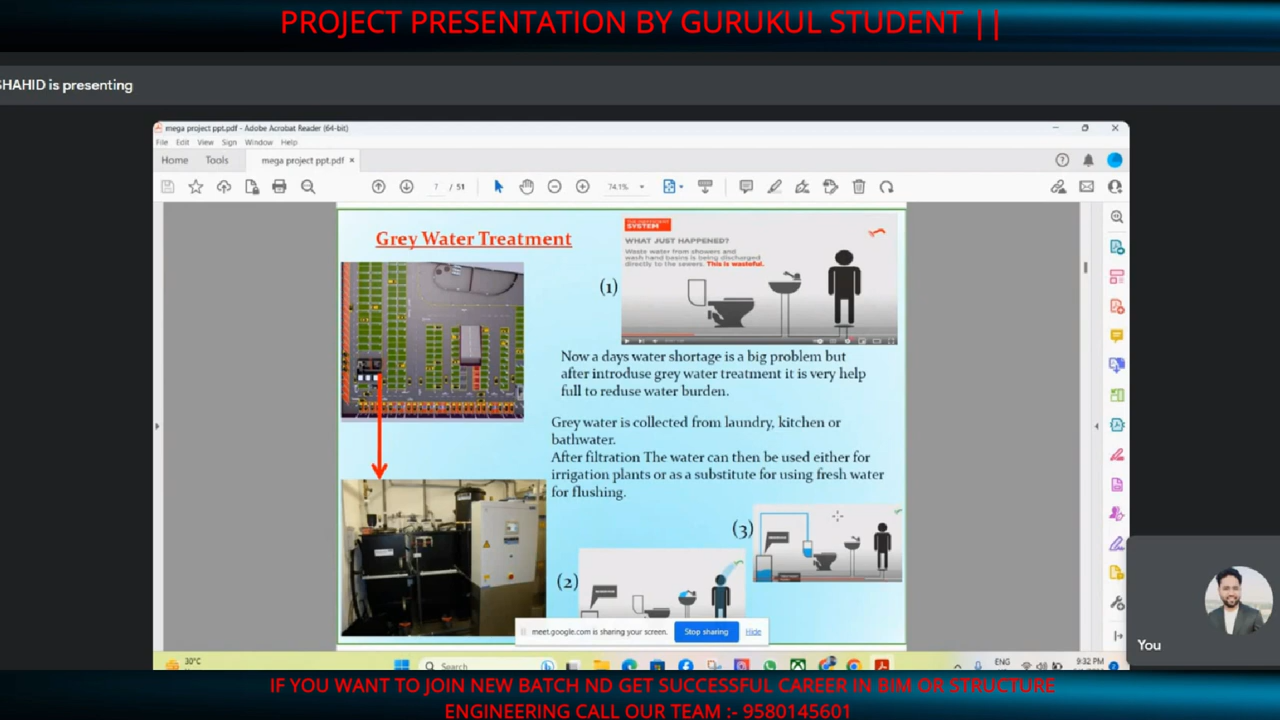 PROJECT PRESENTATION BY GURUKUL STUDENT ||
SHAHID is presenting
mega project ppt.pdf - Adobe Acrobat Reader (64-bit)
File Edit View Sign Window Help
Home Tools mega project ppt.pdf ×
7 / 51 74.1%
Grey Water Treatment
SYSTEM
WHAT JUST HAPPENED?
Waste water from showers and
wash hand basins is being discharged
directly to the sewers. This is wasteful.
(1)
Now a days water shortage is a big problem but
after introduse grey water treatment it is very help
full to reduse water burden.
Grey water is collected from laundry, kitchen or
bathwater.
After filtration The water can then be used either for
irrigation plants or as a substitute for using fresh water
for flushing.
(3)
(2)
meet.google.com is sharing your screen. Stop sharing Hide
You
30°C Search ENG 9:32 PM
IF YOU WANT TO JOIN NEW BATCH ND GET SUCCESSFUL CAREER IN BIM OR STRUCTURE
ENGINEERING CALL OUR TEAM :- 9580145601